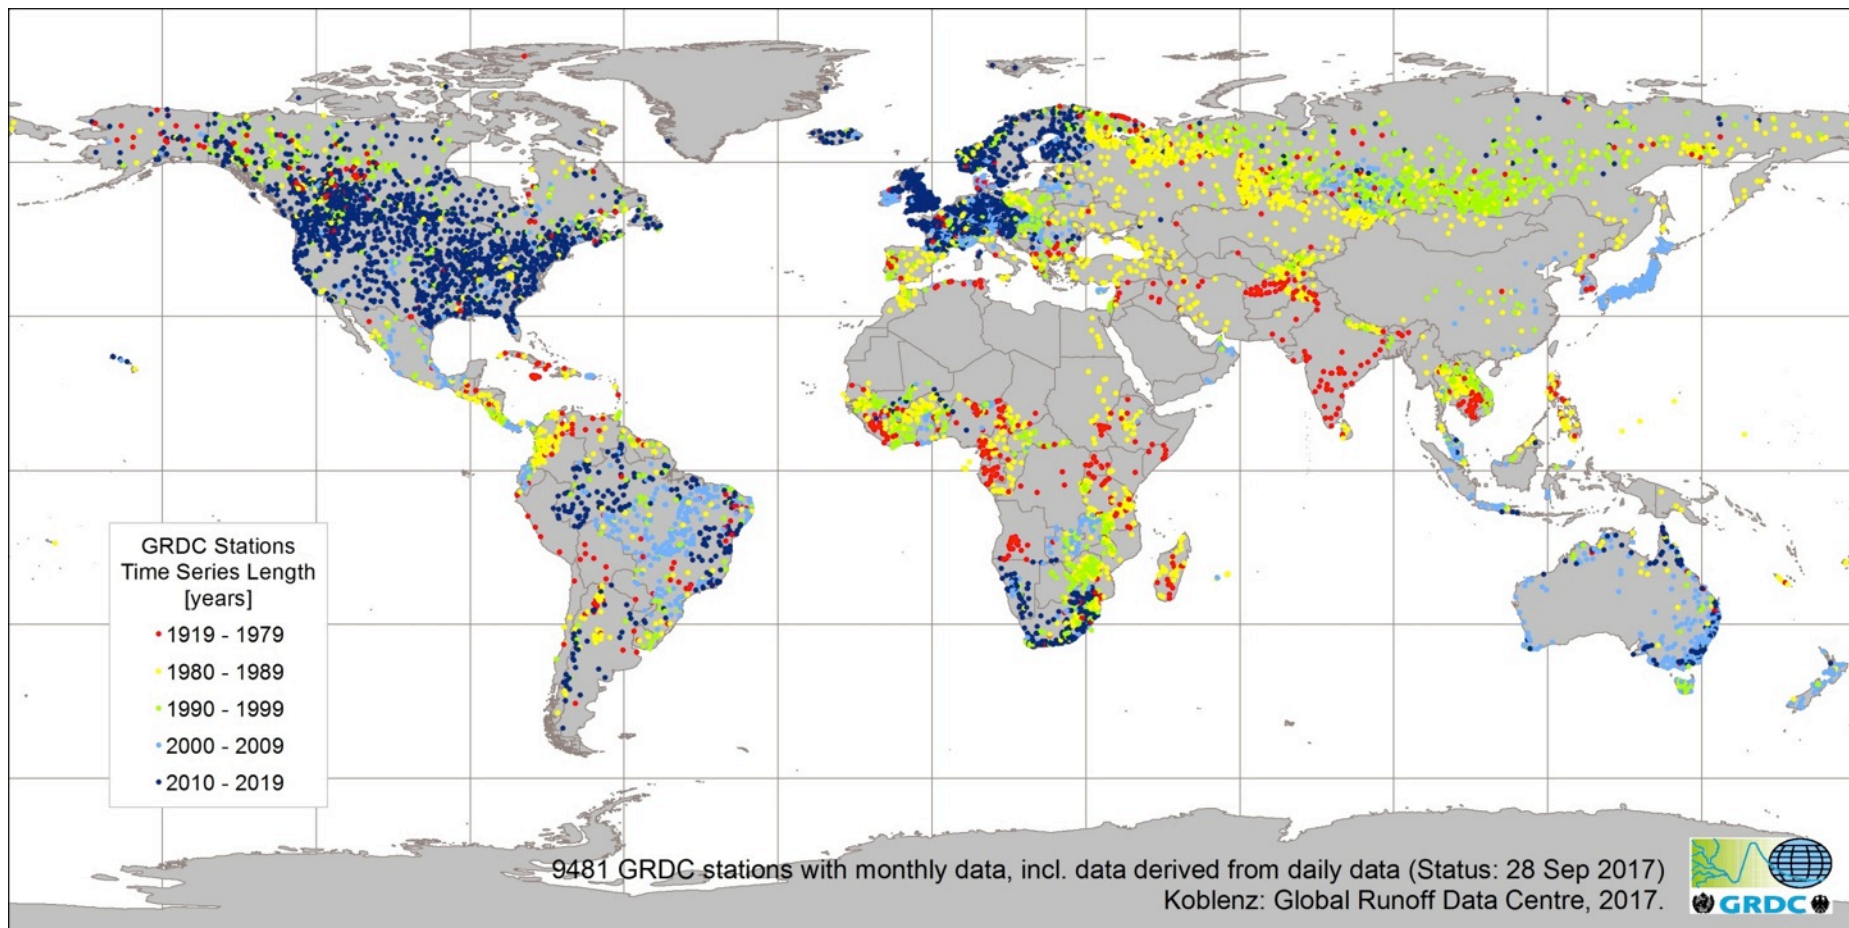 GRDC Stations
Time Series Length
[years]
1919 - 1979
1980 - 1989
1990 - 1999
2000 - 2009
2010 - 2019
9481 GRDC stations with monthly data, incl. data derived from daily data (Status: 28 Sep 2017)
Koblenz: Global Runoff Data Centre, 2017.
GRDC